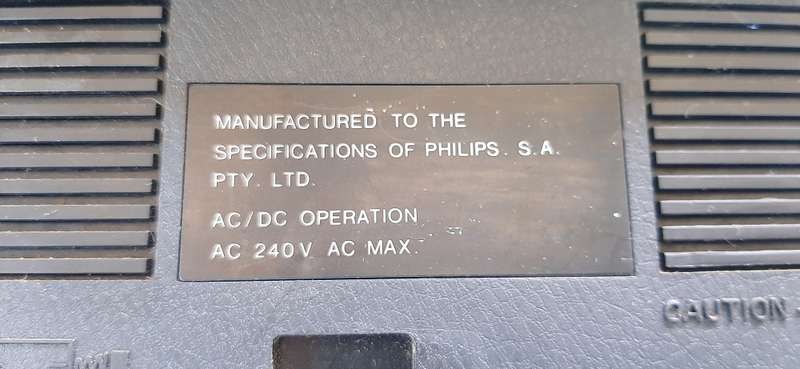 MANUFACTURED TO THE
SPECIFICATIONS OF PHILIPS. S.A.
PTY. LTD.
AC/DC OPERATION
AC 240V AC MAX.
CAUTION